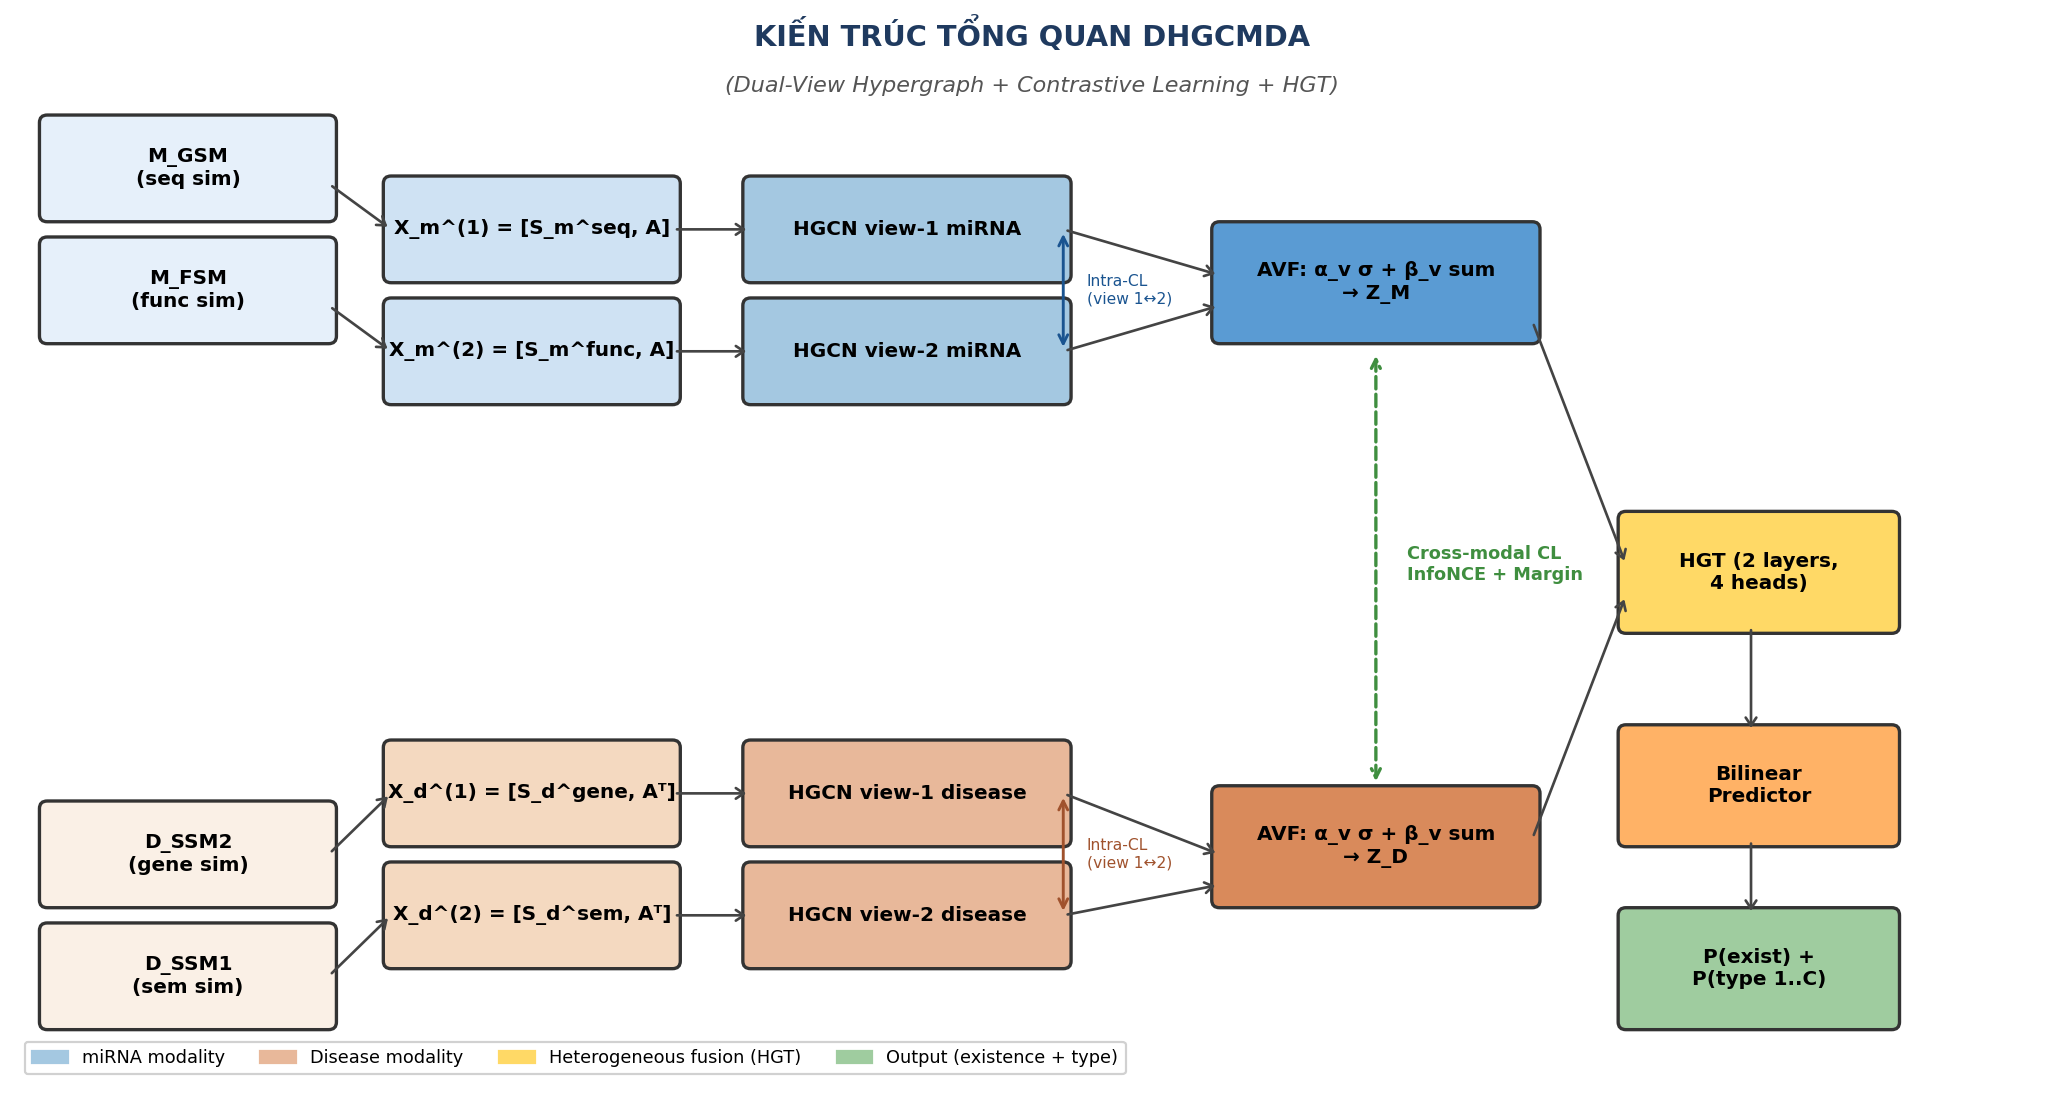 KIẾN TRÚC TỔNG QUAN DHGCMDA
(Dual-View Hypergraph + Contrastive Learning + HGT)
M_GSM
(seq sim)
M_FSM
(func sim)
X_m^(1) = [S_m^seq, A]
X_m^(2) = [S_m^func, A]
HGCN view-1 miRNA
HGCN view-2 miRNA
Intra-CL
(view 1↔2)
AVF: α_v σ + β_v sum
→ Z_M
Cross-modal CL
InfoNCE + Margin
HGT (2 layers,
4 heads)
D_SSM2
(gene sim)
D_SSM1
(sem sim)
X_d^(1) = [S_d^gene, Aᵀ]
X_d^(2) = [S_d^sem, Aᵀ]
HGCN view-1 disease
HGCN view-2 disease
Intra-CL
(view 1↔2)
AVF: α_v σ + β_v sum
→ Z_D
Bilinear
Predictor
P(exist) +
P(type 1..C)
miRNA modality
Disease modality
Heterogeneous fusion (HGT)
Output (existence + type)